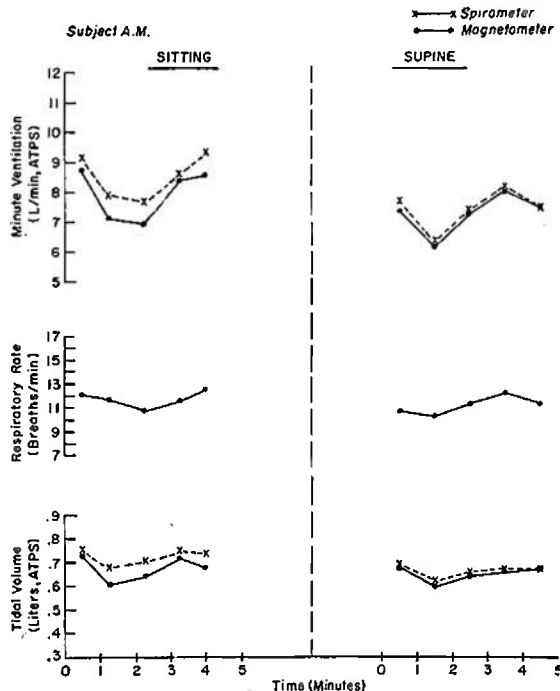 Subject A.M.
x---x Spirometer
Magnetometer
SITTING
SUPINE
Minute Ventilation
(L/min, ATPS)
12
11
10
9
8
7
6
5
Respiratory Rate
(Breaths/min)
17
15
13
11
9
7
Tidal Volume
(Liters, ATPS)
.9
.8
.7
.6
.5
.4
.3
0 1 2 3 4 5
0 1 2 3 4 5
Time (Minutes)